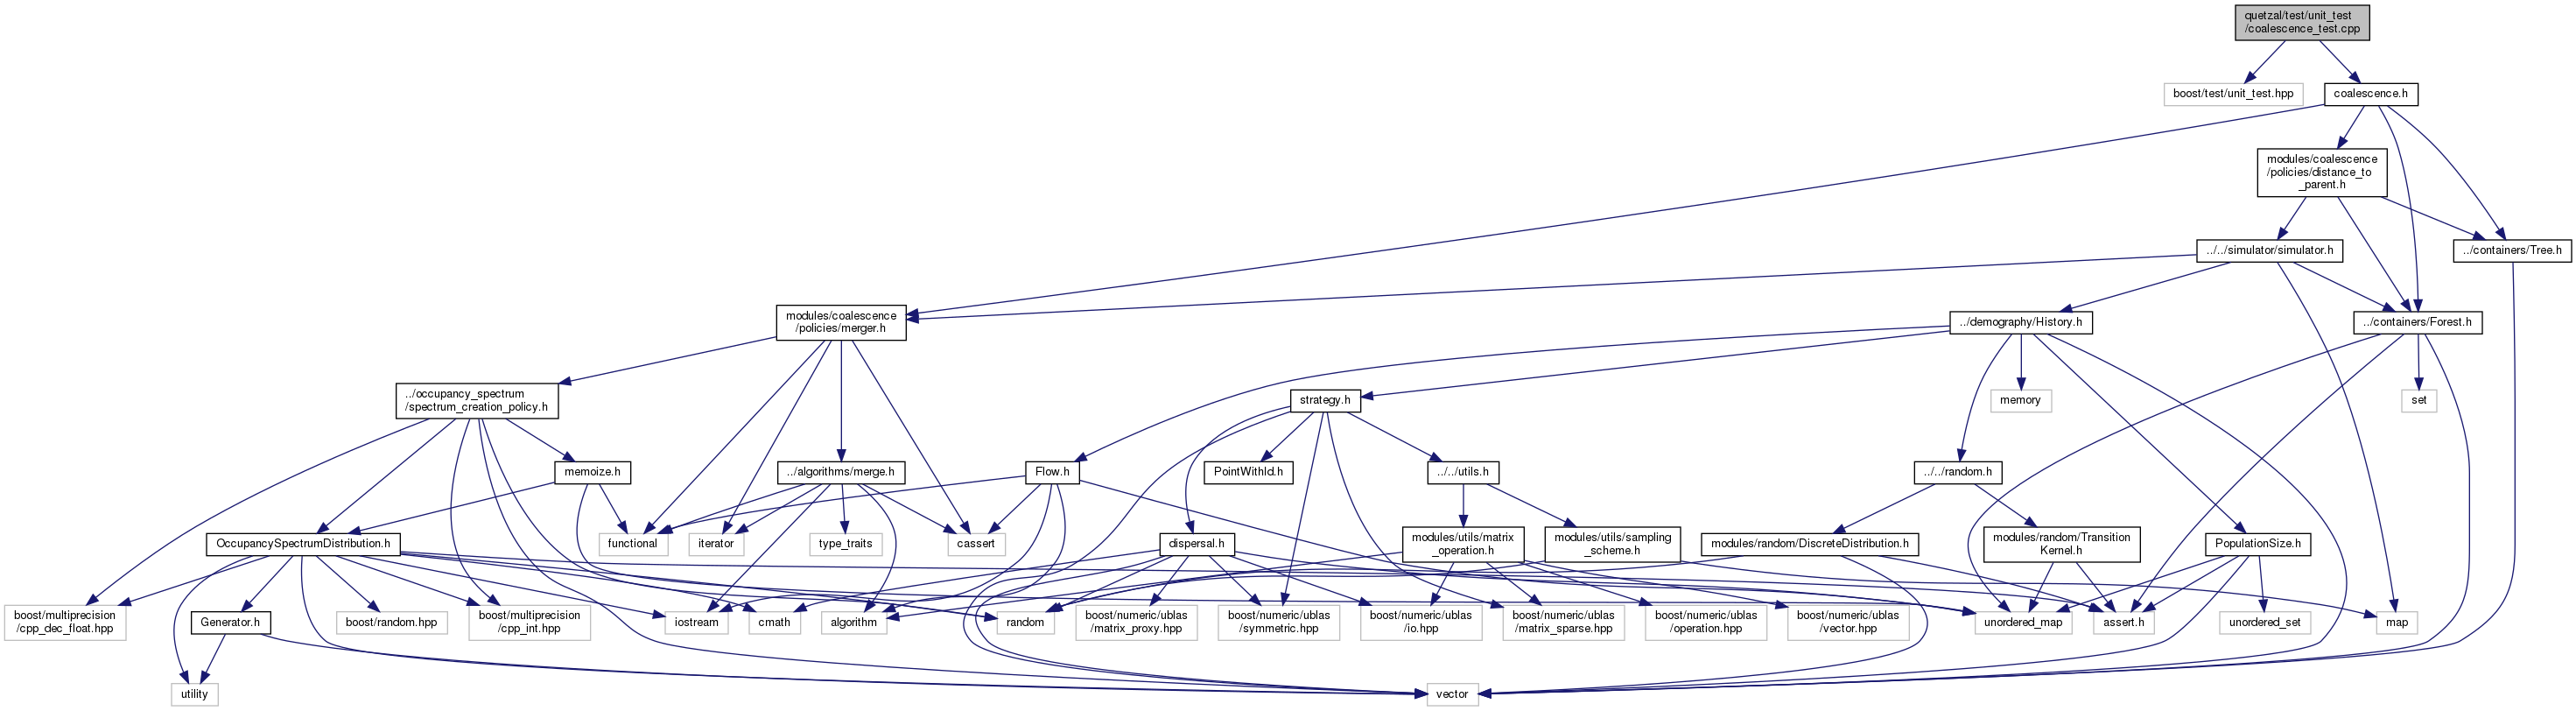 quetzal/test/unit_test
/coalescence_test.cpp
boost/test/unit_test.hpp
coalescence.h
modules/coalescence
/policies/distance_to
_parent.h
../../simulator/simulator.h
../containers/Tree.h
modules/coalescence
/policies/merger.h
../demography/History.h
../containers/Forest.h
../occupancy_spectrum
/spectrum_creation_policy.h
strategy.h
memory
set
memoize.h
../algorithms/merge.h
Flow.h
PointWithId.h
../../utils.h
../../random.h
OccupancySpectrumDistribution.h
functional
iterator
type_traits
cassert
dispersal.h
modules/utils/matrix
_operation.h
modules/utils/sampling
_scheme.h
modules/random/DiscreteDistribution.h
modules/random/Transition
Kernel.h
PopulationSize.h
boost/multiprecision
/cpp_dec_float.hpp
Generator.h
boost/random.hpp
boost/multiprecision
/cpp_int.hpp
iostream
cmath
algorithm
random
boost/numeric/ublas
/matrix_proxy.hpp
boost/numeric/ublas
/symmetric.hpp
boost/numeric/ublas
/io.hpp
boost/numeric/ublas
/matrix_sparse.hpp
boost/numeric/ublas
/operation.hpp
boost/numeric/ublas
/vector.hpp
unordered_map
assert.h
unordered_set
map
utility
vector